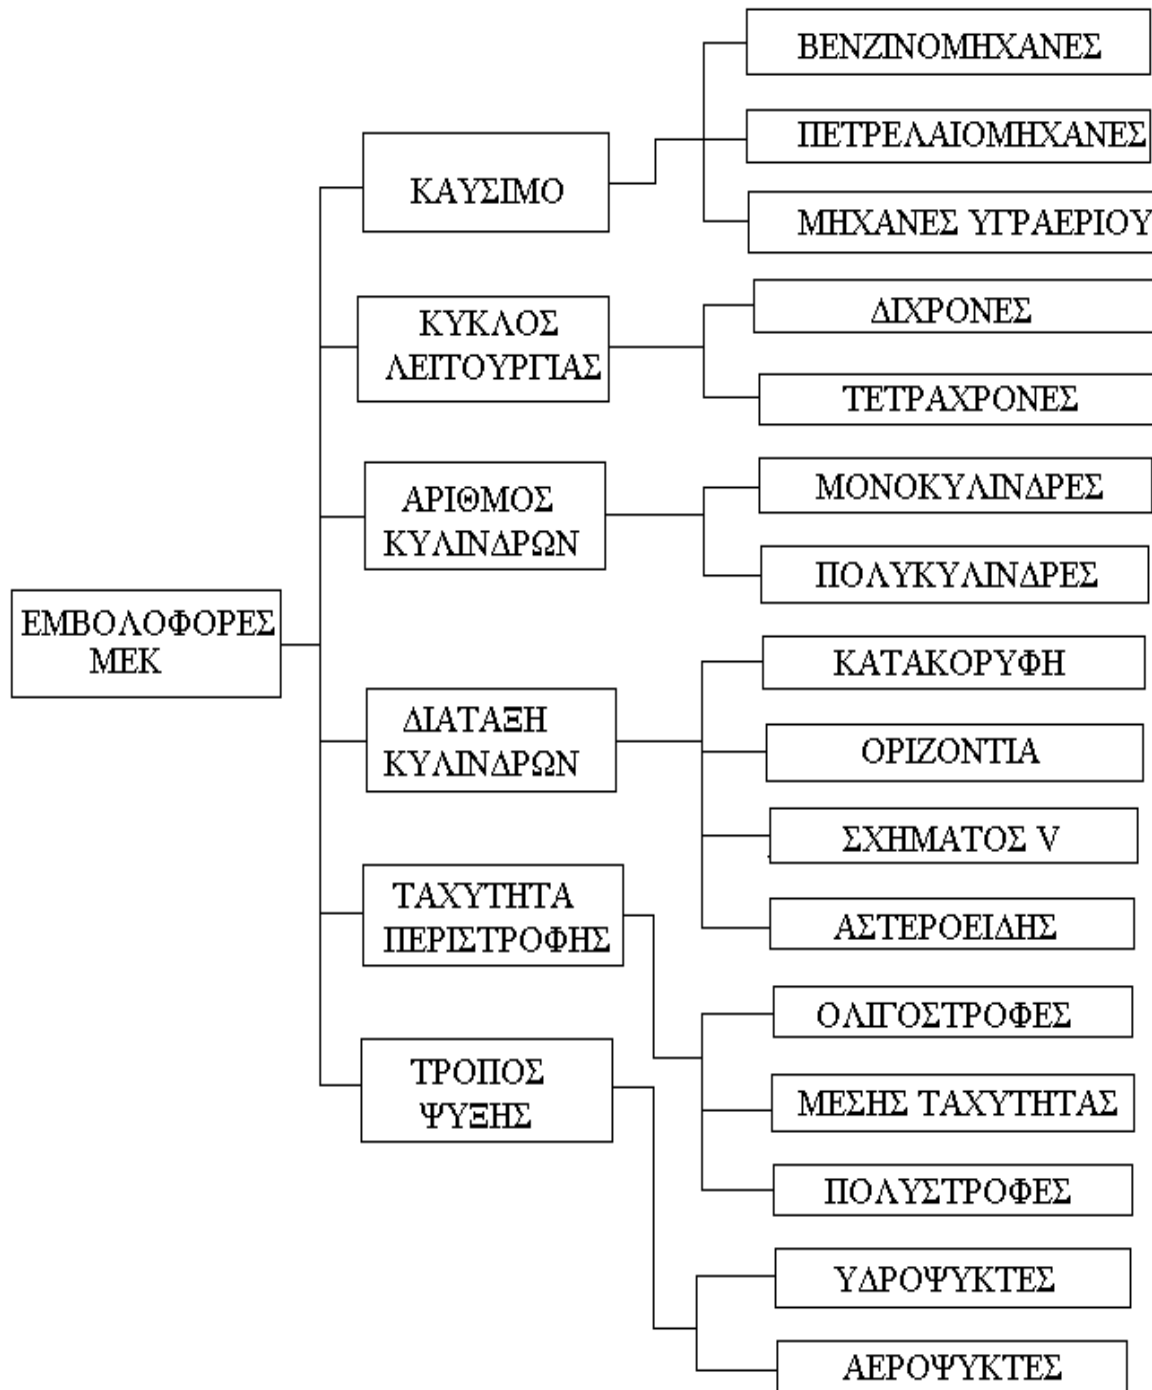 ΒΕΝΖΙΝΟΜΗΧΑΝΕΣ
ΠΕΤΡΕΛΑΙΟΜΗΧΑΝΕΣ
ΚΑΥΣΙΜΟ
ΜΗΧΑΝΕΣ ΥΓΡΑΕΡΙΟΥ
ΚΥΚΛΟΣ
ΛΕΙΤΟΥΡΓΙΑΣ
ΔΙΧΡΟΝΕΣ
ΤΕΤΡΑΧΡΟΝΕΣ
ΑΡΙΘΜΟΣ
ΚΥΛΙΝΔΡΩΝ
ΜΟΝΟΚΥΛΙΝΔΡΕΣ
ΠΟΛΥΚΥΛΙΝΔΡΕΣ
ΕΜΒΟΛΟΦΟΡΕΣ
ΜΕΚ
ΔΙΑΤΑΞΗ
ΚΥΛΙΝΔΡΩΝ
ΚΑΤΑΚΟΡΥΦΗ
ΟΡΙΖΟΝΤΙΑ
ΣΧΗΜΑΤΟΣ V
ΑΣΤΕΡΟΕΙΔΗΣ
ΤΑΧΥΤΗΤΑ
ΠΕΡΙΣΤΡΟΦΗΣ
ΟΛΙΓΟΣΤΡΟΦΕΣ
ΜΕΣΗΣ ΤΑΧΥΤΗΤΑΣ
ΠΟΛΥΣΤΡΟΦΕΣ
ΤΡΟΠΟΣ
ΨΥΞΗΣ
ΥΔΡΟΨΥΚΤΕΣ
ΑΕΡΟΨΥΚΤΕΣ